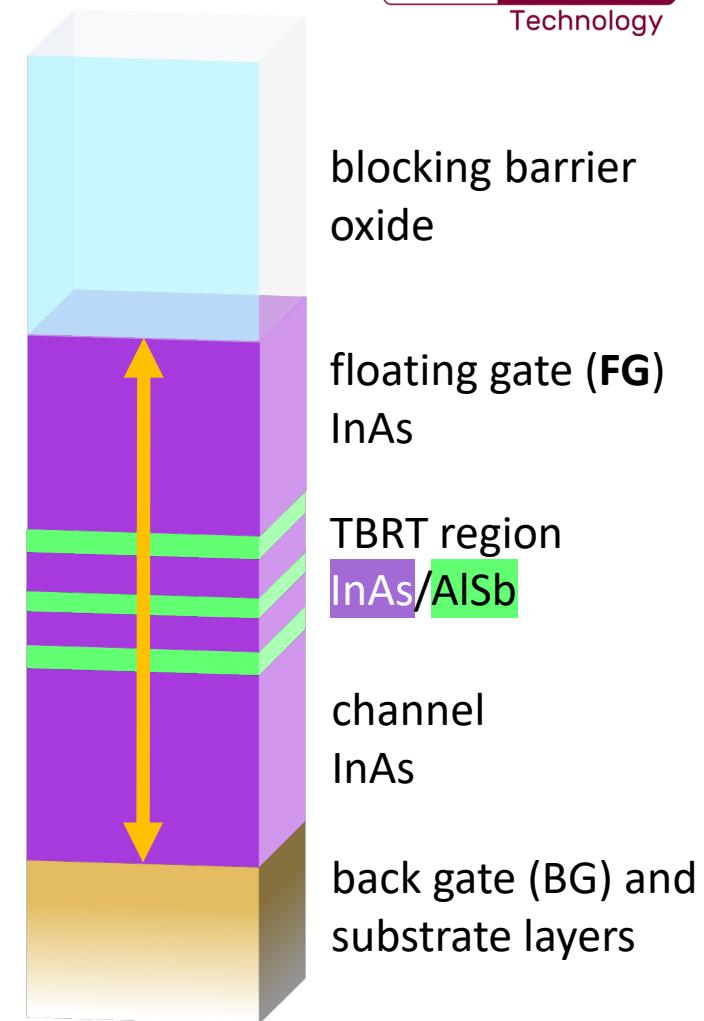 Technology
blocking barrier
oxide
floating gate (FG)
InAs
TBRT region
InAs/AlSb
channel
InAs
back gate (BG) and
substrate layers